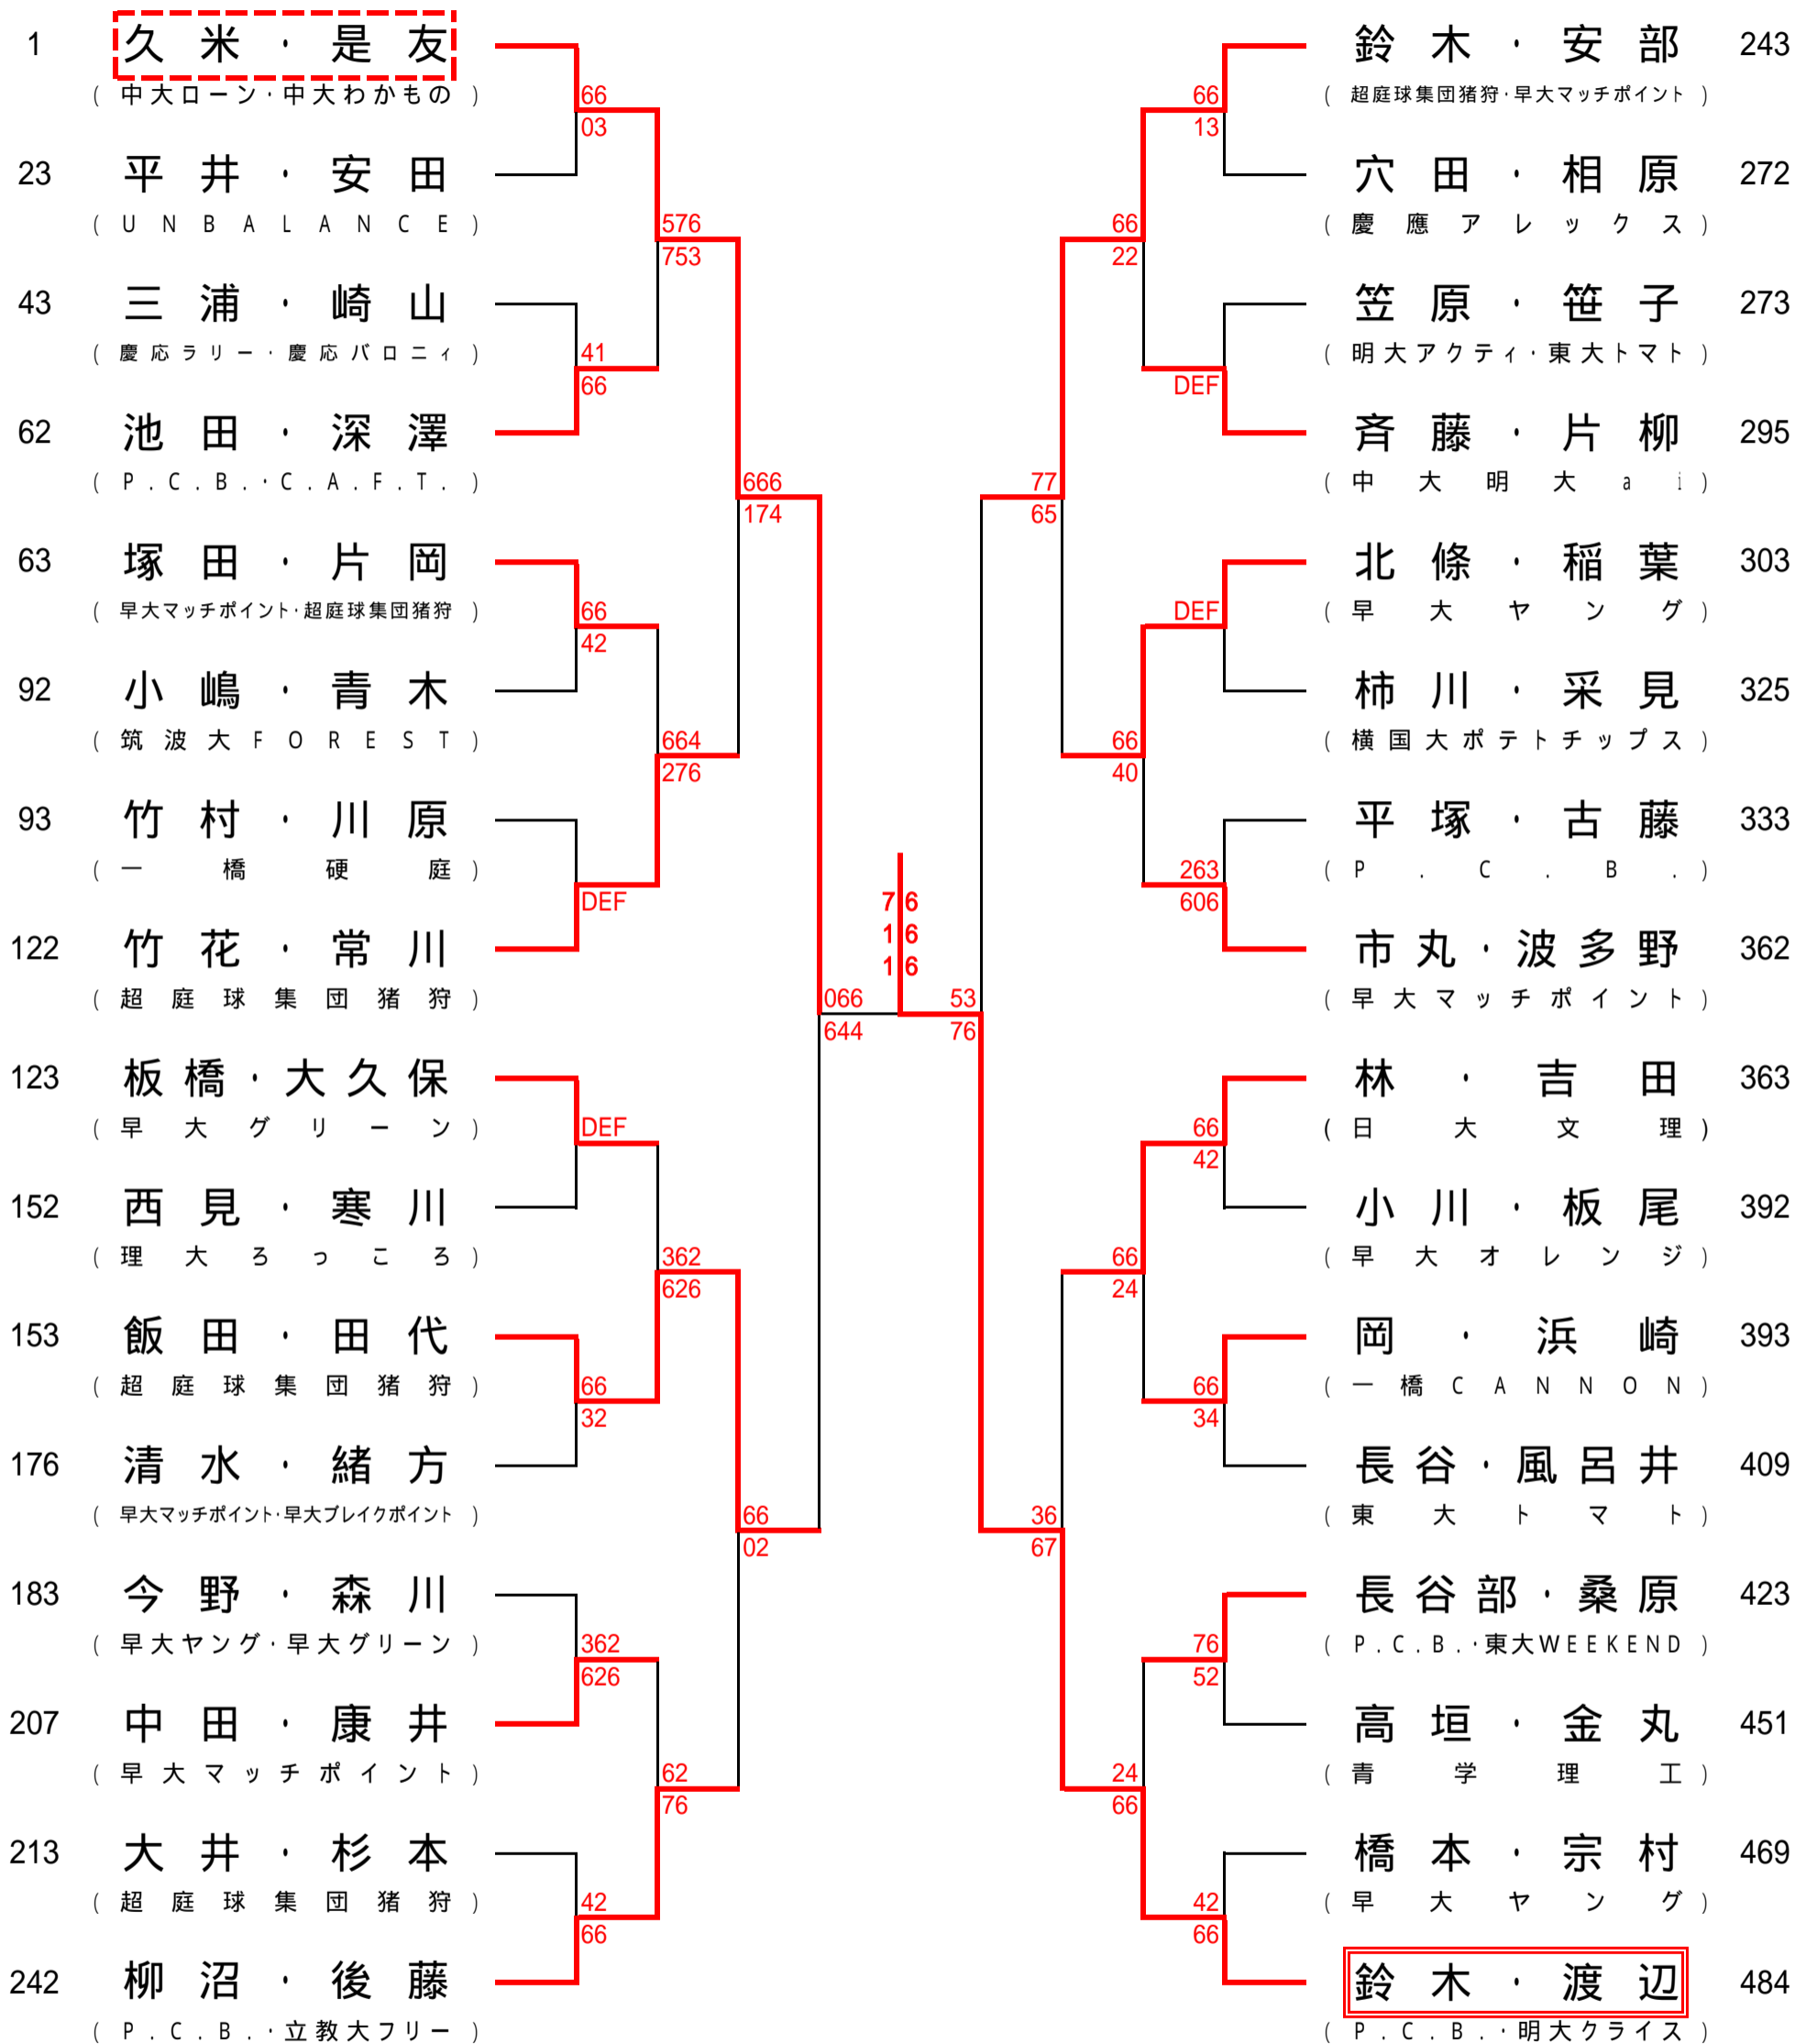 1 久米・是友
(中大ローン・中大わかもの)
66
03
23 平井・安田
(UNBALANCE)
576
753
43 三浦・崎山
(慶応ラリー・慶応バロニィ)
41
66
62 池田・深澤
(P.C.B.・C.A.F.T.)
666
174
63 塚田・片岡
(早大マッチポイント・超庭球集団猪狩)
66
42
92 小嶋・青木
(筑波大FOREST)
664
276
93 竹村・川原
(一橋硬庭)
DEF
122 竹花・常川
(超庭球集団猪狩)
066
644
123 板橋・大久保
(早大グリーン)
DEF
152 西見・寒川
(理大ろっころ)
362
626
153 飯田・田代
(超庭球集団猪狩)
66
32
176 清水・緒方
(早大マッチポイント・早大ブレイクポイント)
66
02
183 今野・森川
(早大ヤング・早大グリーン)
362
626
207 中田・康井
(早大マッチポイント)
62
76
213 大井・杉本
(超庭球集団猪狩)
42
66
242 柳沼・後藤
(P.C.B.・立教大フリー)
7 6
1 6
1 6
鈴木・安部 243
(超庭球集団猪狩・早大マッチポイント)
66
13
穴田・相原 272
(慶應アレックス)
66
22
笠原・笹子 273
(明大アクティ・東大トマト)
DEF
斉藤・片柳 295
(中大明大ai)
77
65
北條・稲葉 303
(早大ヤング)
DEF
柿川・采見 325
(横国大ポテトチップス)
66
40
平塚・古藤 333
(P.C.B.)
263
606
市丸・波多野 362
(早大マッチポイント)
53
76
林・吉田 363
(日大文理)
66
42
小川・板尾 392
(早大オレンジ)
66
24
岡・浜崎 393
(一橋CANNON)
66
34
長谷・風呂井 409
(東大トマト)
36
67
長谷部・桑原 423
(P.C.B.・東大WEEKEND)
76
52
高垣・金丸 451
(青学理工)
24
66
橋本・宗村 469
(早大ヤング)
42
66
鈴木・渡辺 484
(P.C.B.・明大クライス)